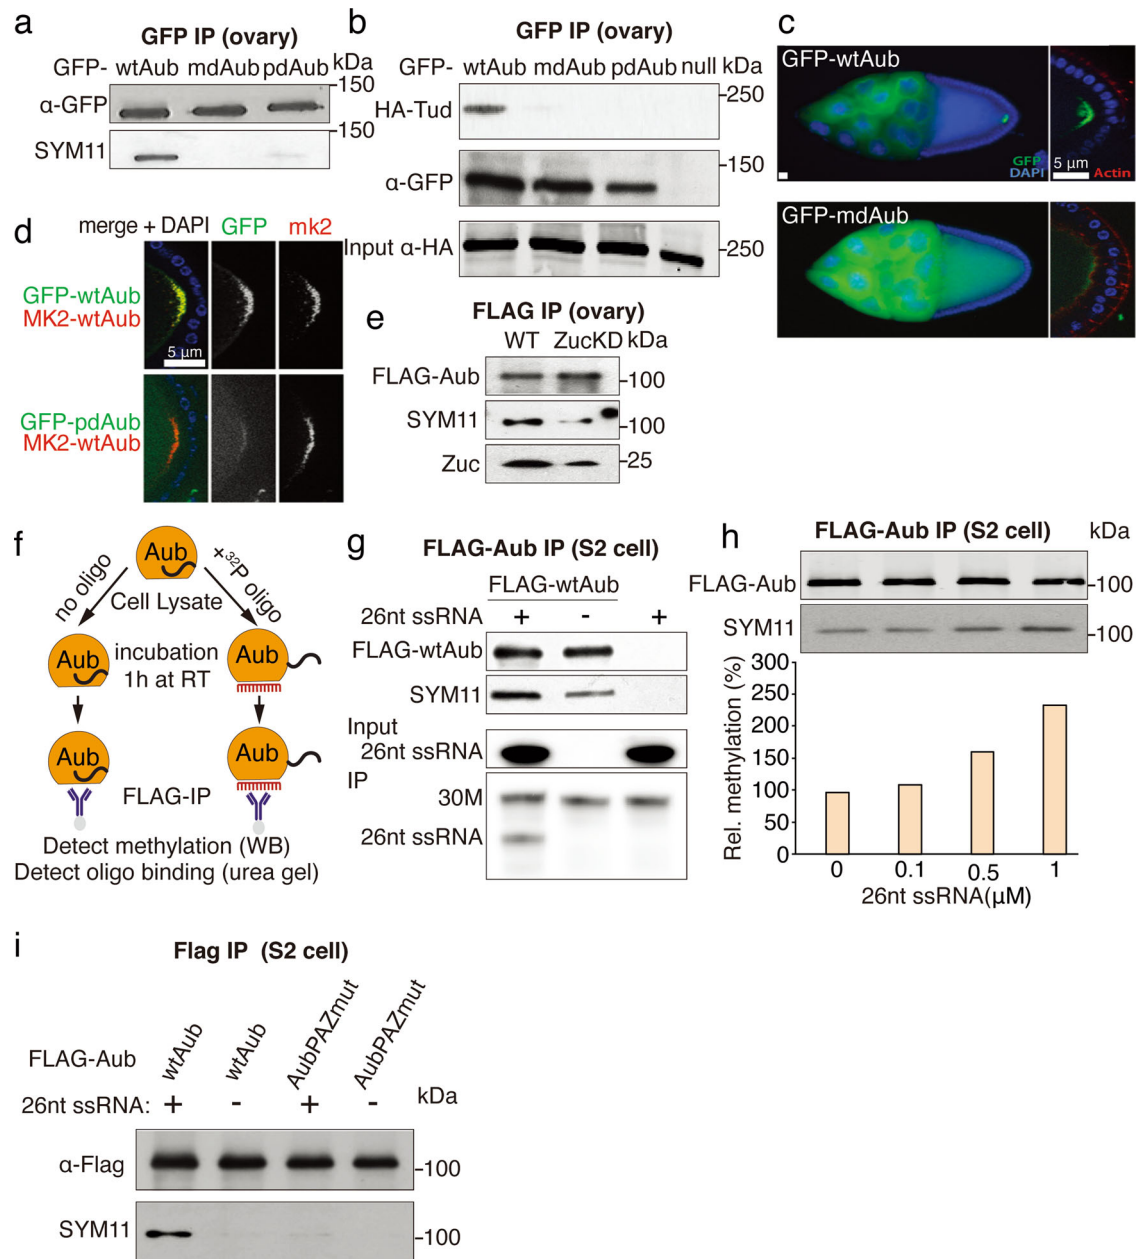 a
GFP IP (ovary)
GFP- wtAub mdAub pdAub kDa
150
α-GFP
150
SYM11
b
GFP IP (ovary)
GFP- wtAub mdAub pdAub null kDa
250
HA-Tud
150
α-GFP
Input α-HA
250
c
GFP-wtAub
GFP
DAPI
5 µm
Actin
GFP-mdAub
d
merge + DAPI GFP mk2
GFP-wtAub
MK2-wtAub
5 µm
GFP-pdAub
MK2-wtAub
e
FLAG IP (ovary)
WT ZucKD kDa
FLAG-Aub
-100
SYM11
-100
Zuc
-25
f
Aub
no oligo
+³²P oligo
Cell Lysate
Aub
incubation
1h at RT
Aub
Aub
Aub
FLAG-IP
Detect methylation (WB)
Detect oligo binding (urea gel)
g
FLAG-Aub IP (S2 cell)
FLAG-wtAub
26nt ssRNA + - +
FLAG-wtAub
SYM11
Input
26nt ssRNA
IP
30M
26nt ssRNA
h
FLAG-Aub IP (S2 cell)
kDa
FLAG-Aub
-100
SYM11
-100
Rel. methylation (%)
300
250
200
150
100
50
0
0 0.1 0.5 1
26nt ssRNA(µM)
i
Flag IP (S2 cell)
FLAG-Aub
wtAub
wtAub
AubPAZmut
AubPAZmut
26nt ssRNA: + - + -
kDa
α-Flag
-100
SYM11
-100